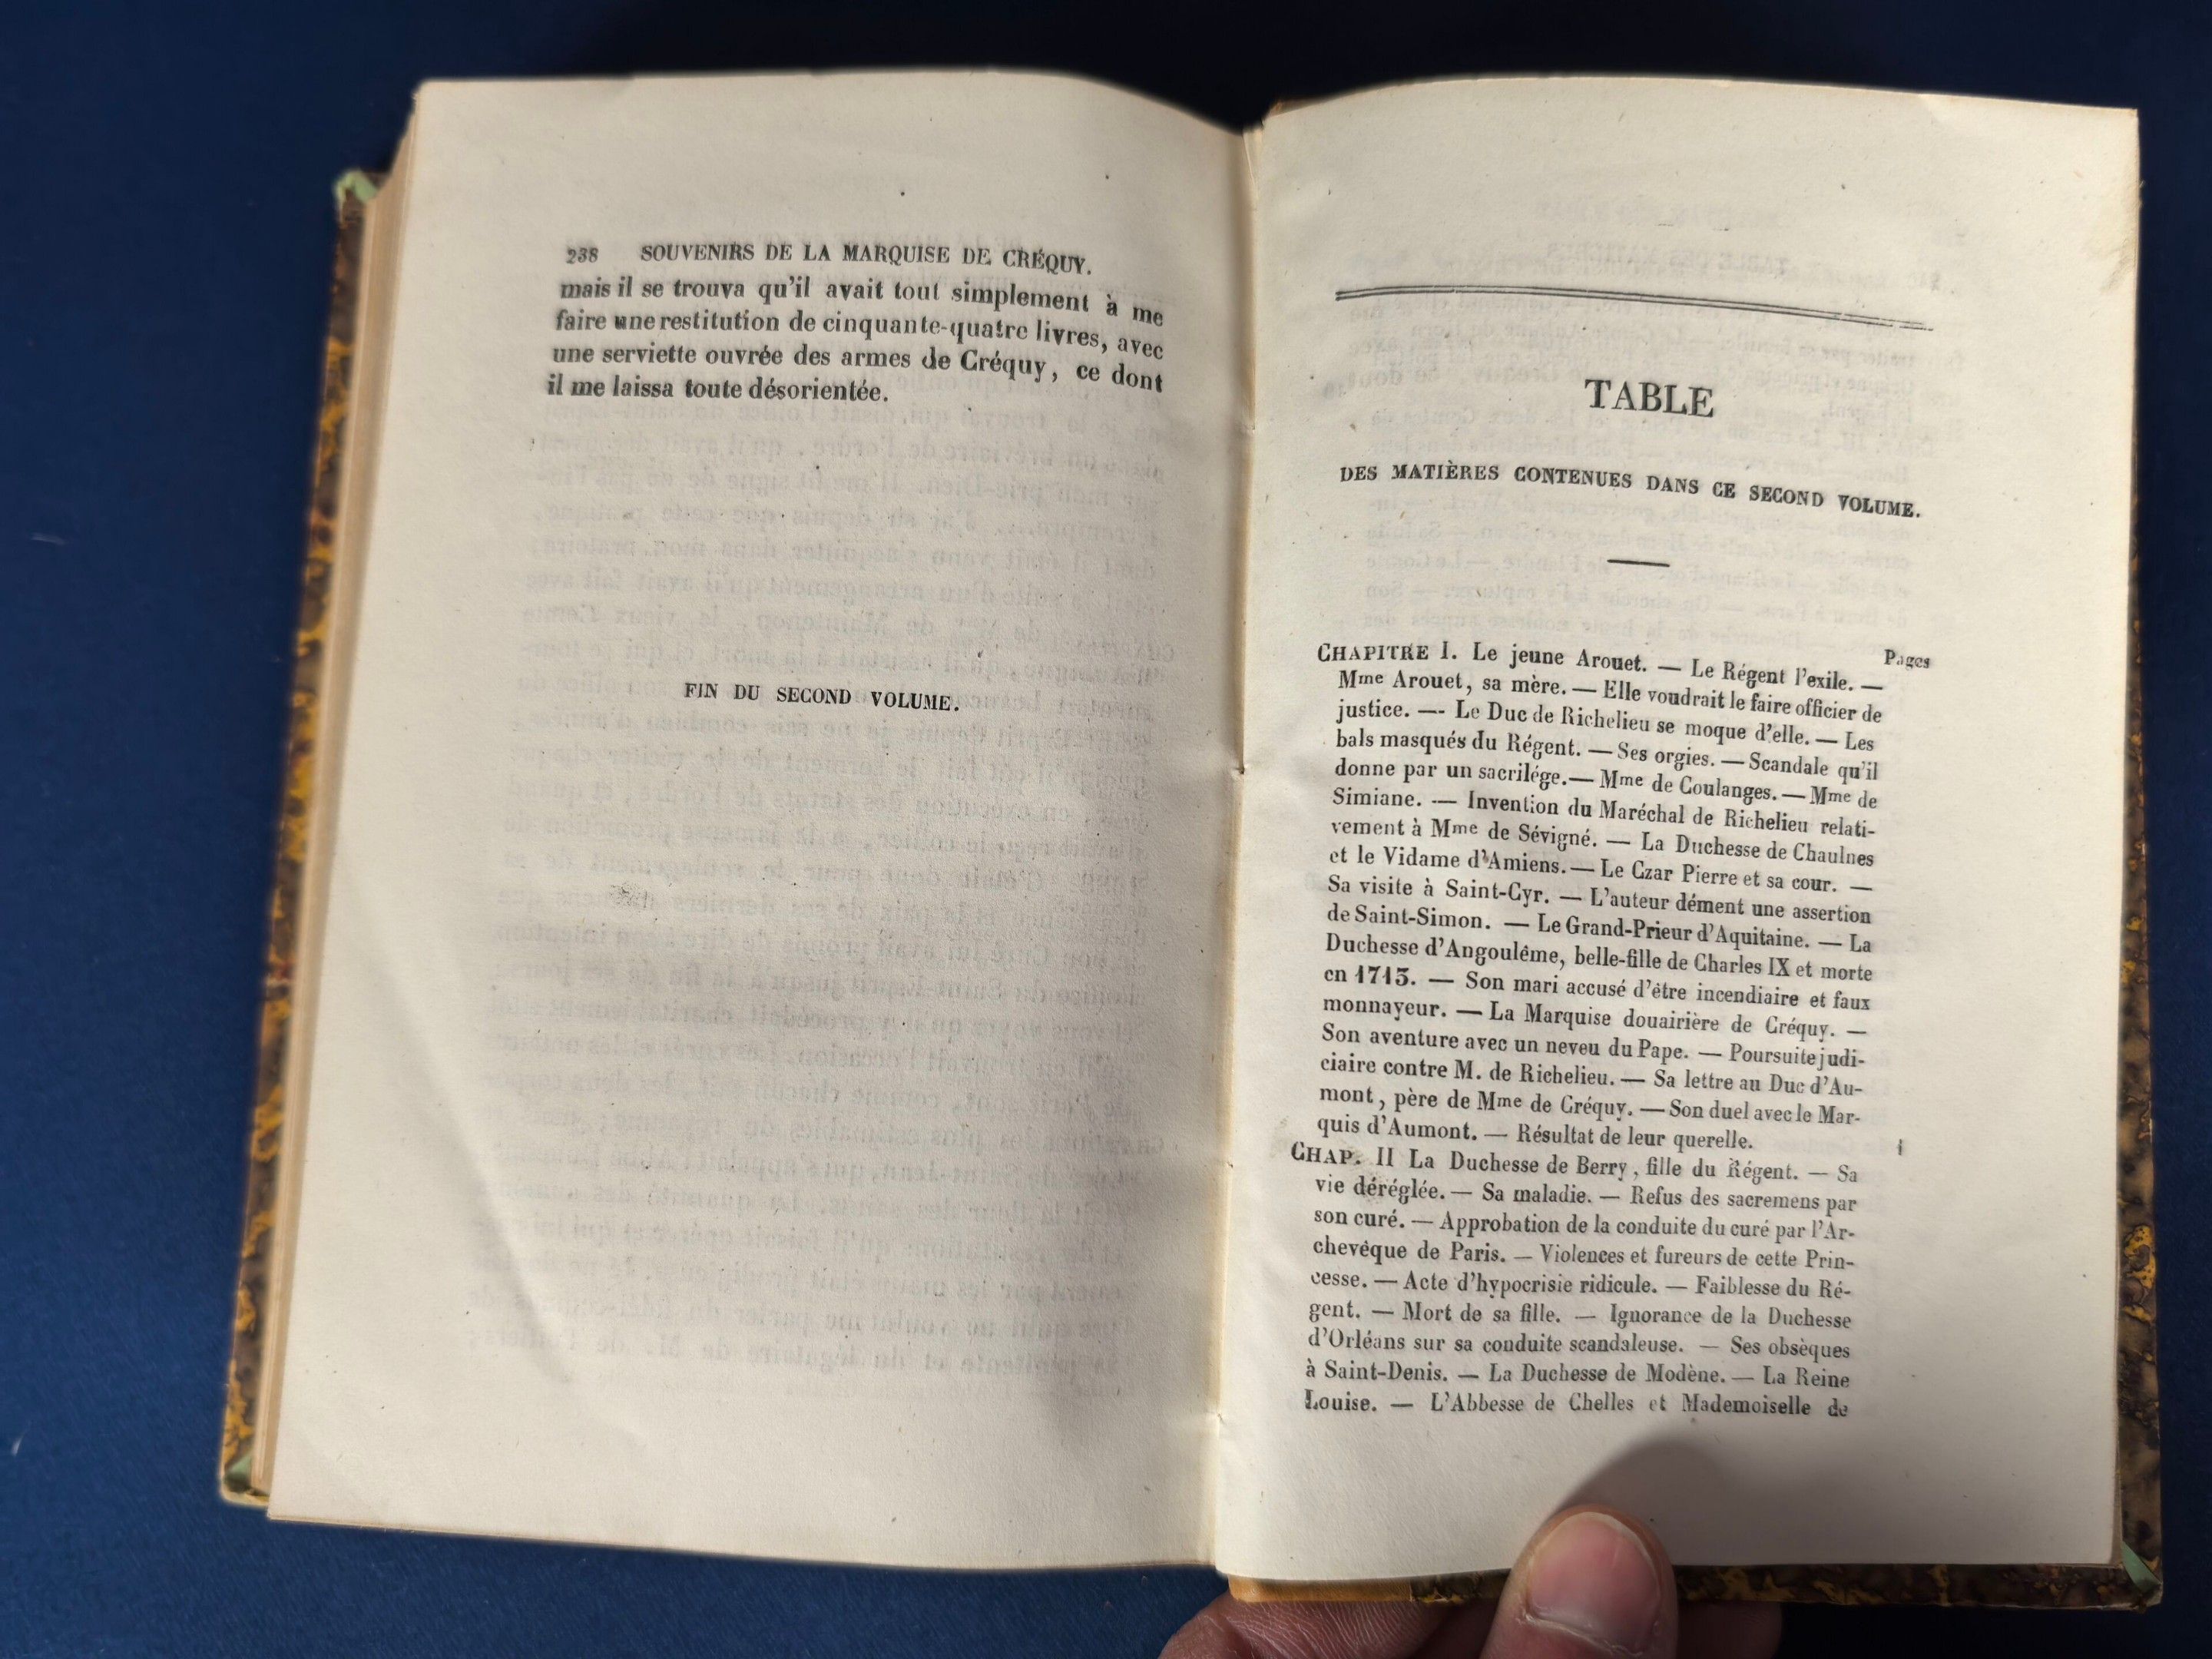 238 SOUVENIRS DE LA MARQUISE DE CRÉQUY.
mais il se trouva qu'il avait tout simplement à me
faire une restitution de cinquante-quatre livres, avec
une serviette ouvrée des armes de Créquy, ce dont
il me laissa toute désorientée.
FIN DU SECOND VOLUME.
TABLE
DES MATIÈRES CONTENUES DANS CE SECOND VOLUME.
Pages
CHAPITRE I. Le jeune Arouet. — Le Régent l'exile. —
Mme Arouet, sa mère. — Elle voudrait le faire officier de
justice. — Le Duc de Richelieu se moque d'elle. — Les
bals masqués du Régent. — Ses orgies. — Scandale qu'il
donne par un sacrilége. — Mme de Coulanges. — Mme de
Simiane. — Invention du Maréchal de Richelieu relati-
vement à Mme de Sévigné. — La Duchesse de Chaulnes
et le Vidame d'Amiens. — Le Czar Pierre et sa cour. —
Sa visite à Saint-Cyr. — L'auteur dément une assertion
de Saint-Simon. — Le Grand-Prieur d'Aquitaine. — La
Duchesse d'Angoulême, belle-fille de Charles IX et morte
en 1713. — Son mari accusé d'être incendiaire et faux
monnayeur. — La Marquise douairière de Créquy. —
Son aventure avec un neveu du Pape. — Poursuite judi-
ciaire contre M. de Richelieu. — Sa lettre au Duc d'Au-
mont, père de Mme de Créquy. — Son duel avec le Mar-
quis d'Aumont. — Résultat de leur querelle. 1
CHAP. II La Duchesse de Berry, fille du Régent. — Sa
vie déréglée. — Sa maladie. — Refus des sacremens par
son curé. — Approbation de la conduite du curé par l'Ar-
chevêque de Paris. — Violences et fureurs de cette Prin-
cesse. — Acte d'hypocrisie ridicule. — Faiblesse du Ré-
gent. — Mort de sa fille. — Ignorance de la Duchesse
d'Orléans sur sa conduite scandaleuse. — Ses obsèques
à Saint-Denis. — La Duchesse de Modène. — La Reine
Louise. — L'Abbesse de Chelles et Mademoiselle de